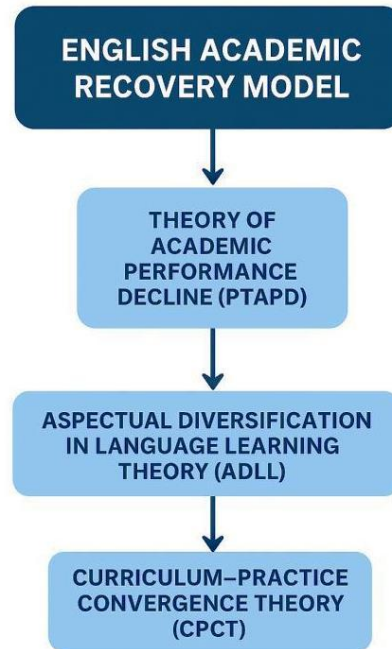 ENGLISH ACADEMIC
RECOVERY MODEL
THEORY OF
ACADEMIC
PERFORMANCE
DECLINE (PTAPD)
ASPECTUAL DIVERSIFICATION
IN LANGUAGE LEARNING
THEORY (ADLL)
CURRICULUM–PRACTICE
CONVERGENCE THEORY
(CPCT)